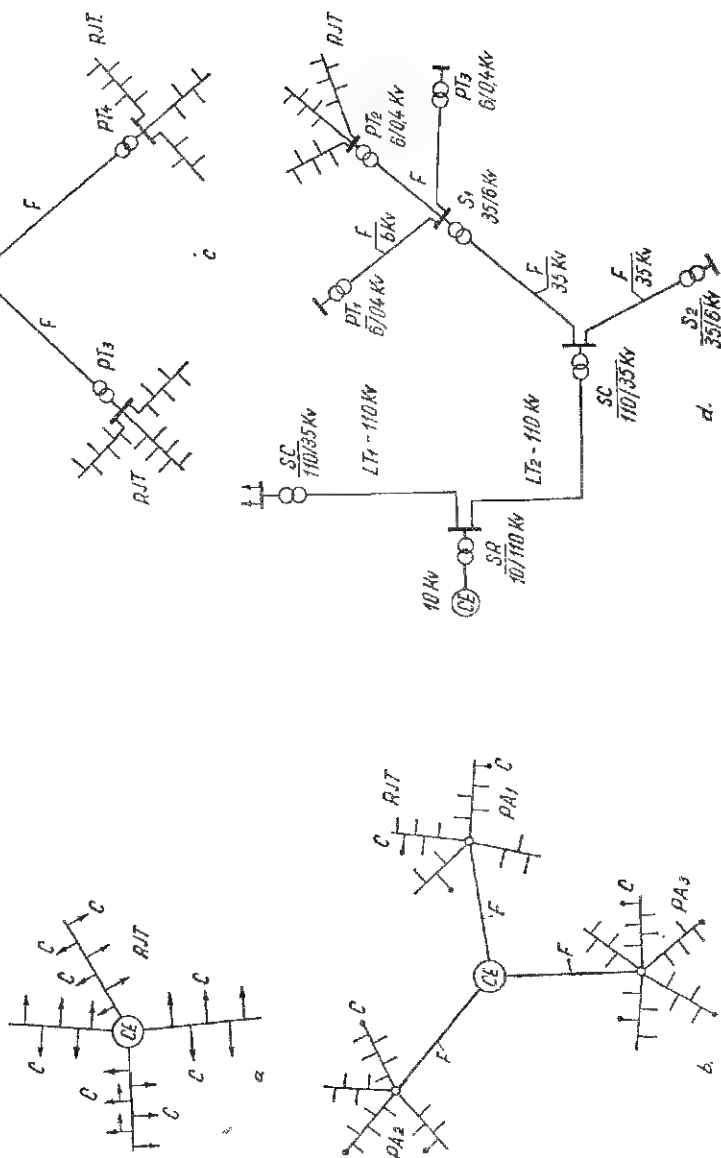 C
C
C
C
C
C
C
C
CE
RJT
a
C
RJT
C
PA1
F
CE
F
F
C
PA2
C
PA3
b.
F
F
PT3
PT4
RJT
RJT
c
10 Kv
CE
SR
10/110 Kv
SC
110/35 Kv
LT1 - 110 Kv
LT2 - 110 Kv
SC
110/35 Kv
F
35 Kv
F
35 Kv
S2
35/6 Kv
S1
35/6 Kv
F
6 Kv
PT1
6/0,4 Kv
F
PT2
6/0,4 Kv
RJT
PT3
6/0,4 Kv
d.